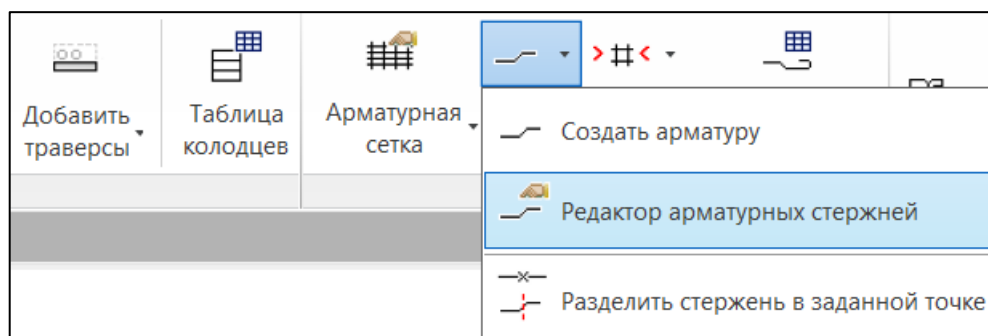 Добавить
траверсы
Таблица
колодцев
Арматурная
сетка
Создать арматуру
Редактор арматурных стержней
Разделить стержень в заданной точке